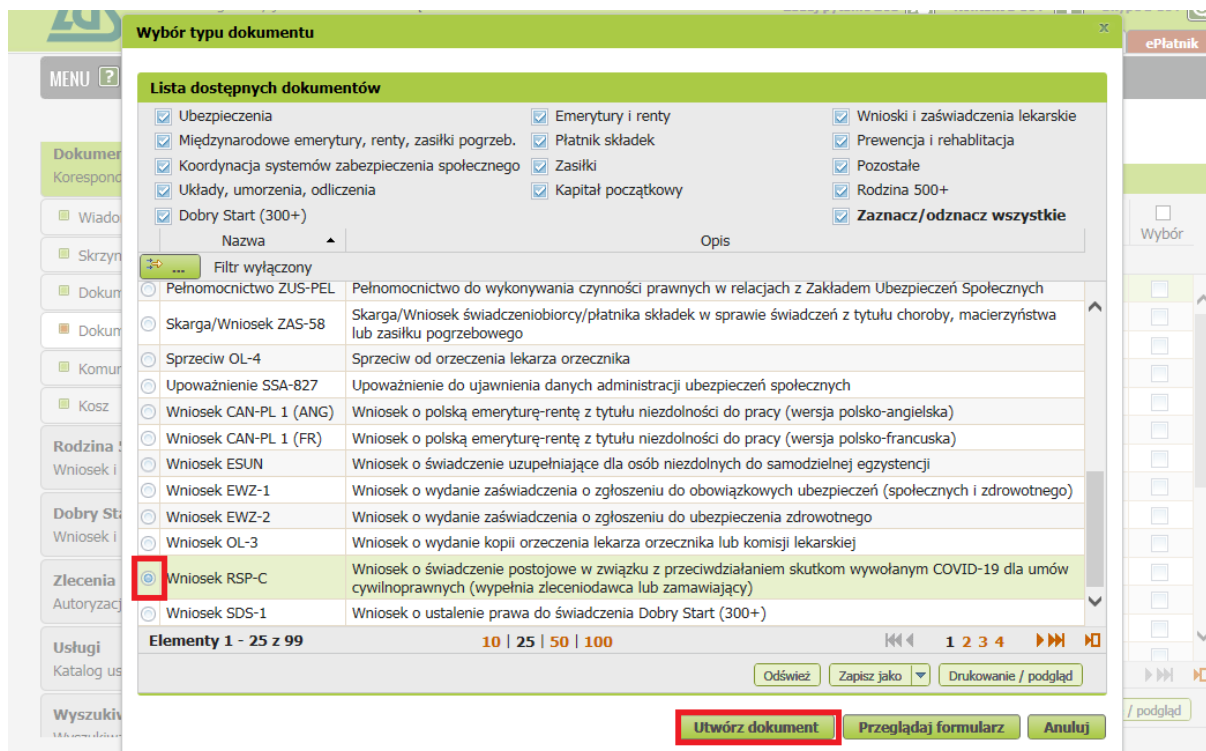 ZUS
Wybór typu dokumentu
x
ePłatnik
MENU ?
Lista dostępnych dokumentów
Ubezpieczenia
Emerytury i renty
Wnioski i zaświadczenia lekarskie
Międzynarodowe emerytury, renty, zasiłki pogrzeb.
Płatnik składek
Prewencja i rehablitacja
Koordynacja systemów zabezpieczenia społecznego
Zasiłki
Pozostałe
Układy, umorzenia, odliczenia
Kapitał początkowy
Rodzina 500+
Dobry Start (300+)
Zaznacz/odznacz wszystkie
Nazwa
Opis
... Filtr wyłączony
Pełnomocnictwo ZUS-PEL Pełnomocnictwo do wykonywania czynności prawnych w relacjach z Zakładem Ubezpieczeń Społecznych
Skarga/Wniosek ZAS-58 Skarga/Wniosek świadczeniobiorcy/płatnika składek w sprawie świadczeń z tytułu choroby, macierzyństwa
lub zasiłku pogrzebowego
Sprzeciw OL-4 Sprzeciw od orzeczenia lekarza orzecznika
Upoważnienie SSA-827 Upoważnienie do ujawnienia danych administracji ubezpieczeń społecznych
Wniosek CAN-PL 1 (ANG) Wniosek o polską emeryturę-rentę z tytułu niezdolności do pracy (wersja polsko-angielska)
Wniosek CAN-PL 1 (FR) Wniosek o polską emeryturę-rentę z tytułu niezdolności do pracy (wersja polsko-francuska)
Wniosek ESUN Wniosek o świadczenie uzupełniające dla osób niezdolnych do samodzielnej egzystencji
Wniosek EWZ-1 Wniosek o wydanie zaświadczenia o zgłoszeniu do obowiązkowych ubezpieczeń (społecznych i zdrowotnego)
Wniosek EWZ-2 Wniosek o wydanie zaświadczenia o zgłoszeniu do ubezpieczenia zdrowotnego
Wniosek OL-3 Wniosek o wydanie kopii orzeczenia lekarza orzecznika lub komisji lekarskiej
Wniosek RSP-C Wniosek o świadczenie postojowe w związku z przeciwdziałaniem skutkom wywołanym COVID-19 dla umów
cywilnoprawnych (wypełnia zleceniodawca lub zamawiający)
Wniosek SDS-1 Wniosek o ustalenie prawa do świadczenia Dobry Start (300+)
Elementy 1 - 25 z 99
10 | 25 | 50 | 100
1 2 3 4
Odśwież
Zapisz jako
Drukowanie / podgląd
Utwórz dokument
Przeglądaj formularz
Anuluj
Dokumen
Korespond
Wiado
Skrzyn
Dokum
Dokum
Komun
Kosz
Rodzina 5
Wniosek i
Dobry Sta
Wniosek i
Zlecenia
Autoryzacj
Usługi
Katalog us
Wyszukiw
Wybór
/ podgląd